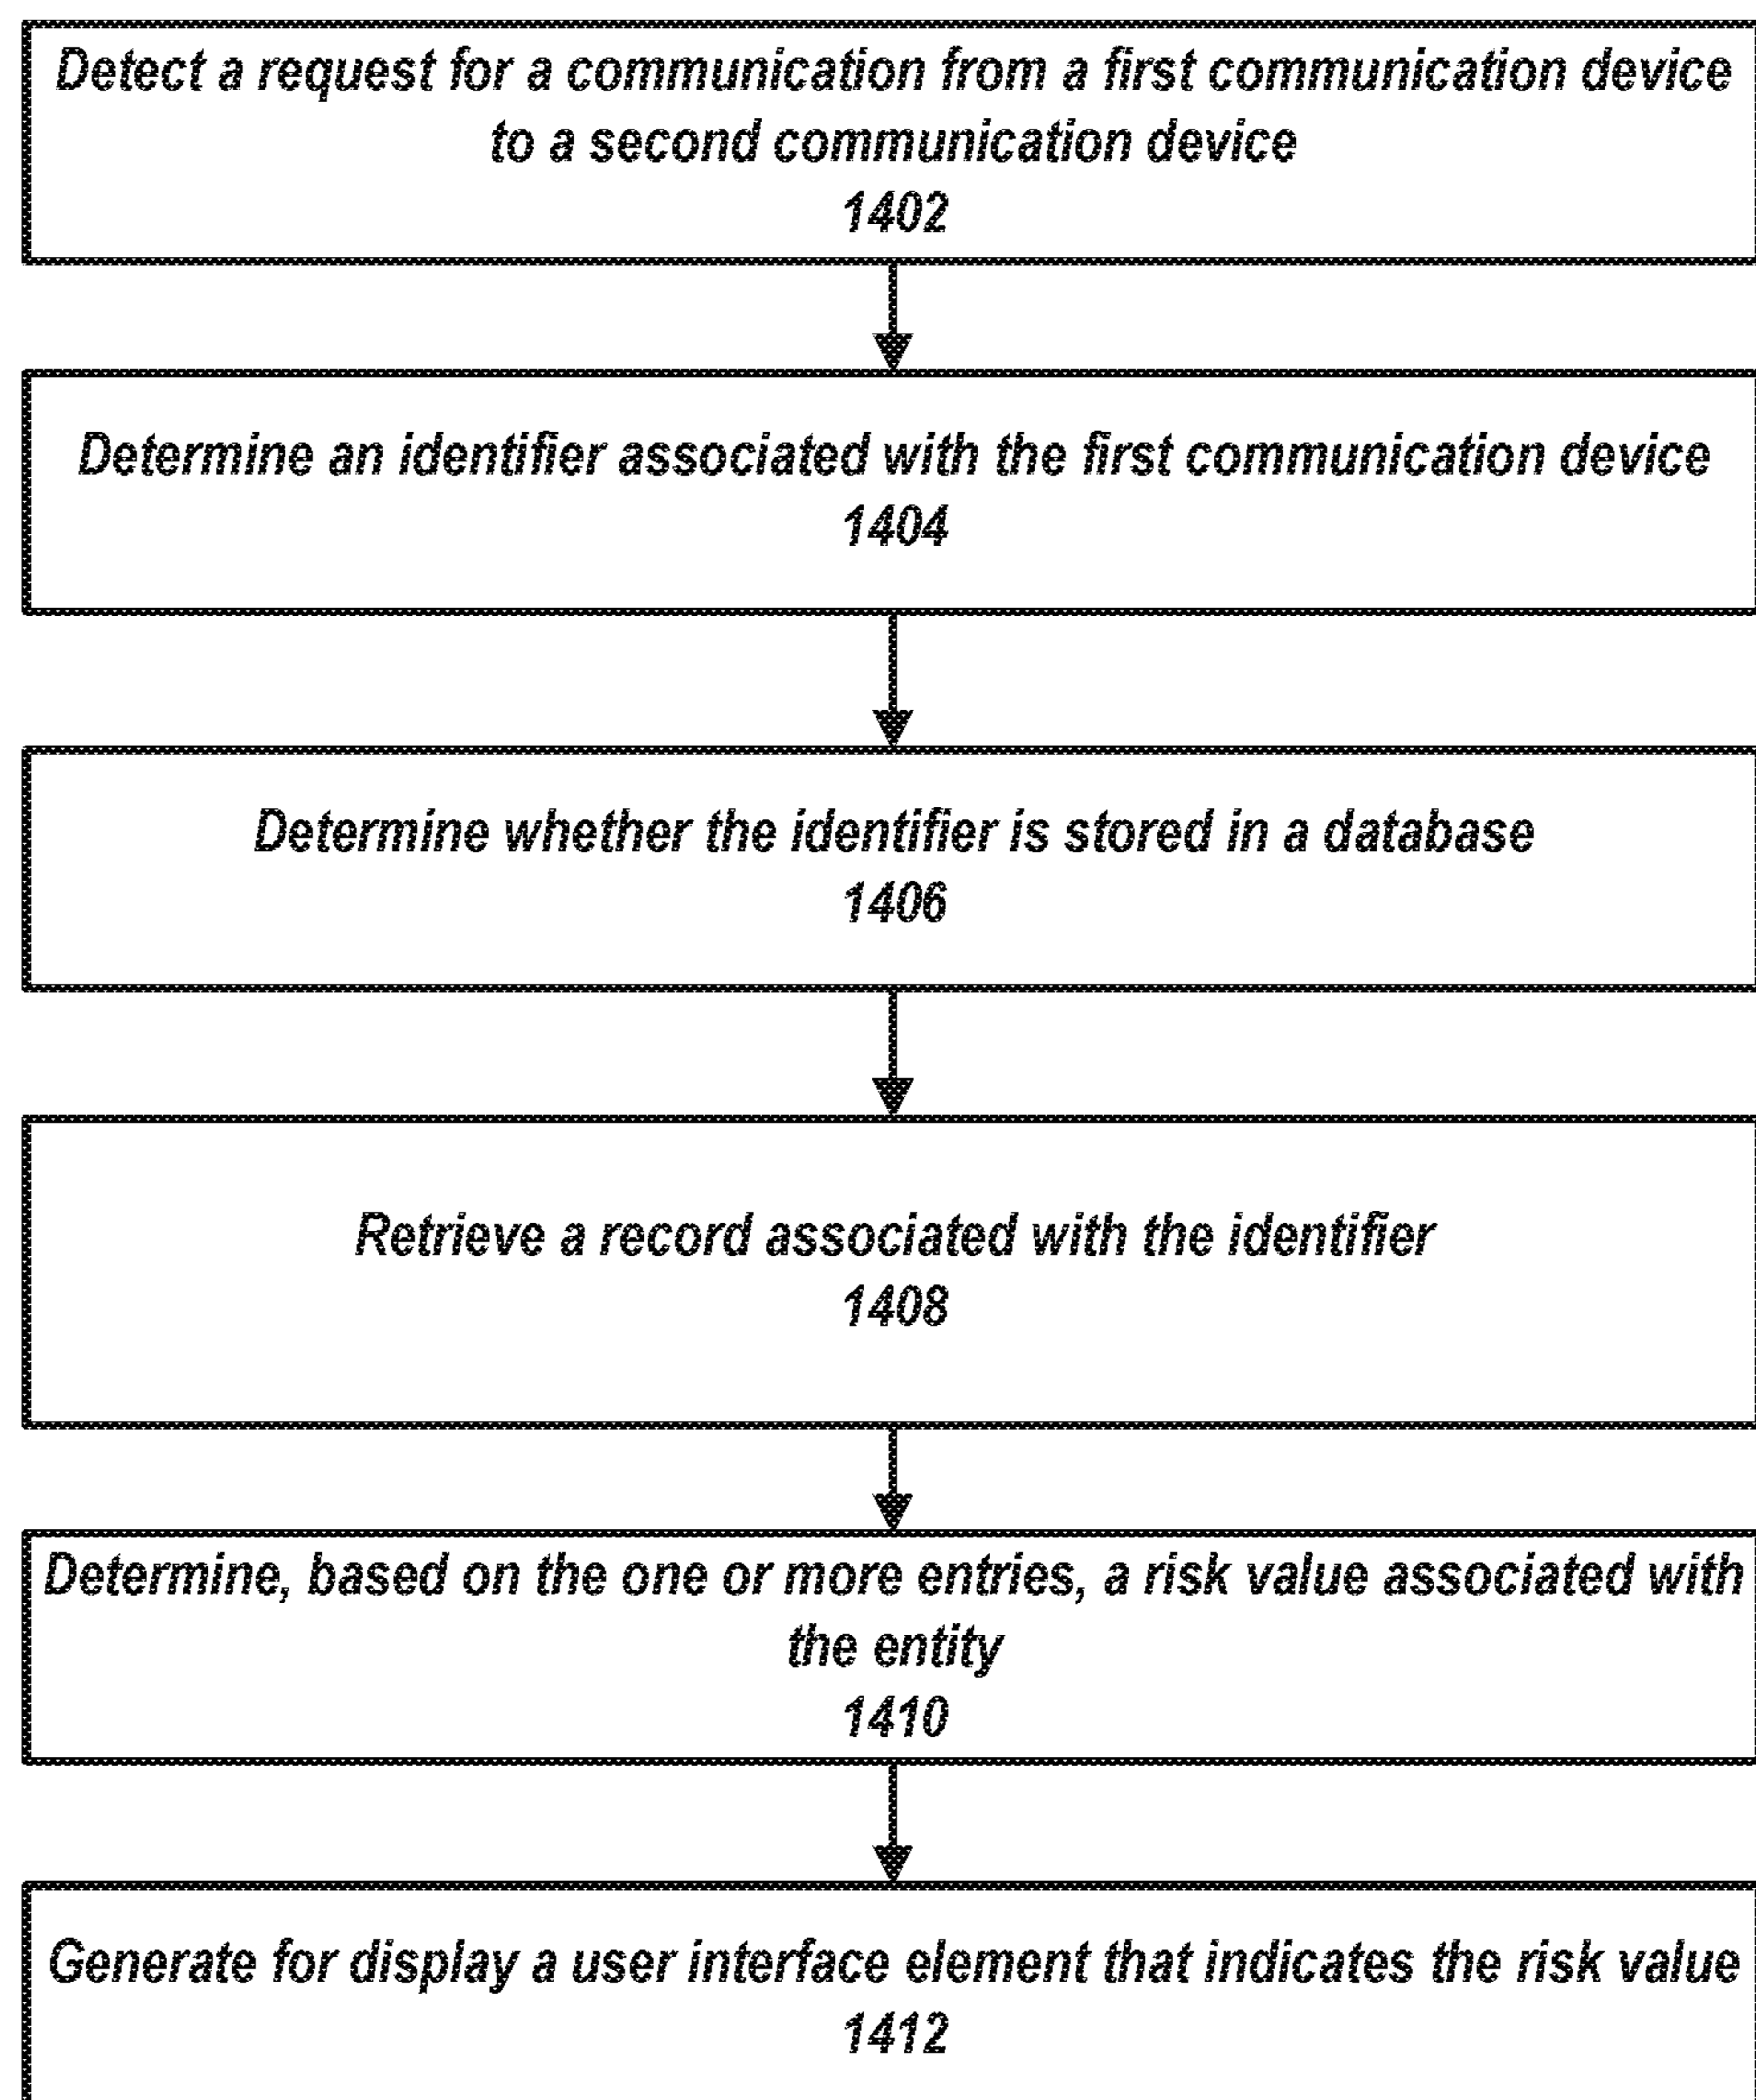 Detect a request for a communication from a first communication device
to a second communication device
1402
Determine an identifier associated with the first communication device
1404
Determine whether the identifier is stored in a database
1406
Retrieve a record associated with the identifier
1408
Determine, based on the one or more entries, a risk value associated with
the entity
1410
Generate for display a user interface element that indicates the risk value
1412